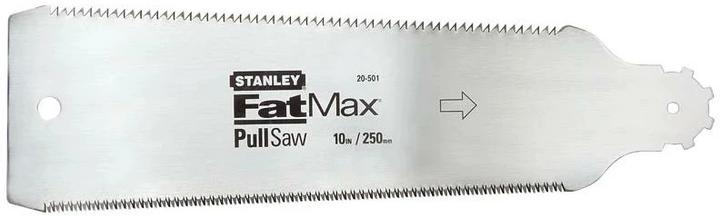 STANLEY 20-501
FatMax®
PullSaw 10IN/250mm